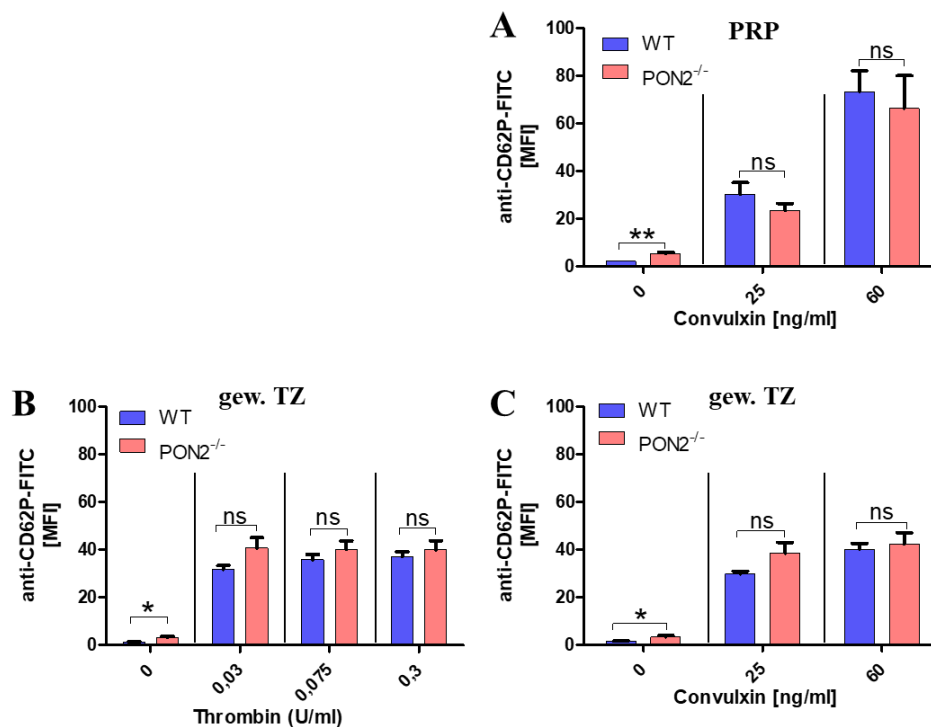 A
PRP
WT
PON2-/-
anti-CD62P-FITC
[MFI]
100
80
60
40
20
0
**
ns
ns
0
25
60
Convulxin [ng/ml]
B
gew. TZ
WT
PON2-/-
anti-CD62P-FITC
[MFI]
100
80
60
40
20
0
*
ns
ns
ns
0
0,03
0,075
0.3
Thrombin (U/ml)
C
gew. TZ
WT
PON2-/-
anti-CD62P-FITC
[MFI]
100
80
60
40
20
0
*
ns
ns
0
25
60
Convulxin [ng/ml]